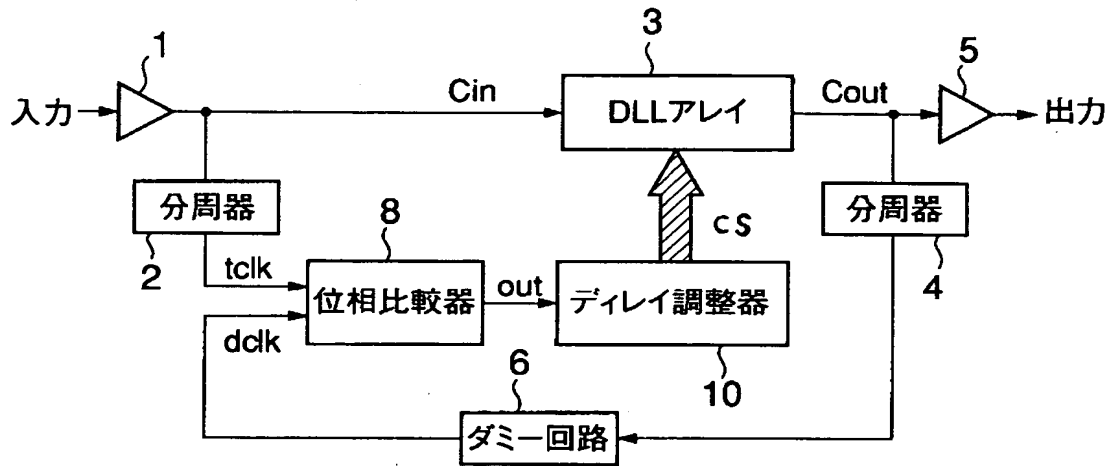 1
3
5
入力
Cin
DLLアレイ
Cout
出力
分周器
2
8
cs
分周器
4
tclk
位相比較器
out
ディレイ調整器
dclk
6
10
ダミー回路